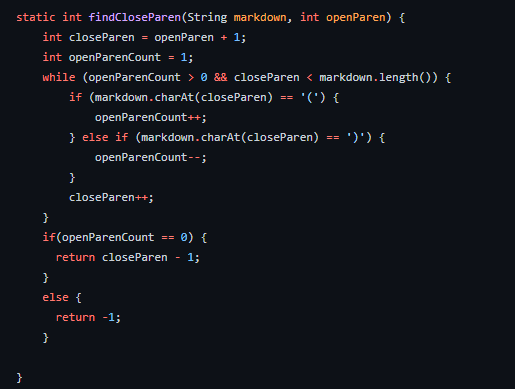 static int findCloseParen(String markdown, int openParen) {
    int closeParen = openParen + 1;
    int openParenCount = 1;
    while (openParenCount > 0 && closeParen < markdown.length()) {
        if (markdown.charAt(closeParen) == '(') {
            openParenCount++;
        } else if (markdown.charAt(closeParen) == ')') {
            openParenCount--;
        }
        closeParen++;
    }
    if(openParenCount == 0) {
      return closeParen - 1;
    }
    else {
      return -1;
    }

}